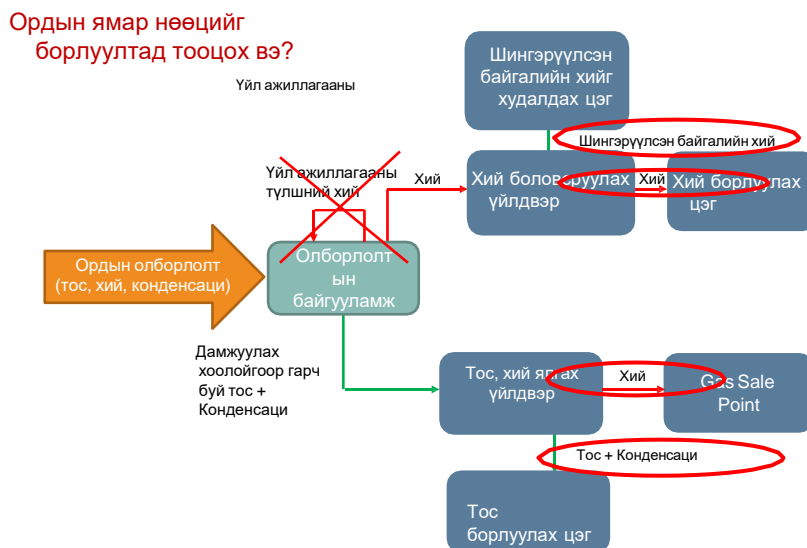 Ордын ямар нөөцийг
борлуултад тооцох вэ?
Үйл ажиллагааны
Шингэрүүлсэн
байгалийн хийг
худалдах цэг
Шингэрүүлсэн байгалийн хий
Үйл ажиллагааны
түлшний хий
Хий
Хий боловсруулах
үйлдвэр
Хий
Хий борлуулах
цэг
Ордын олборлолт
(тос, хий, конденсаци)
Олборлолт
ын
байгууламж
Дамжуулах
хоолойгоор гарч
буй тос +
Конденсаци
Тос, хий ялгах
үйлдвэр
Хий
Gas Sale
Point
Тос + Конденсаци
Тос
борлуулах цэг